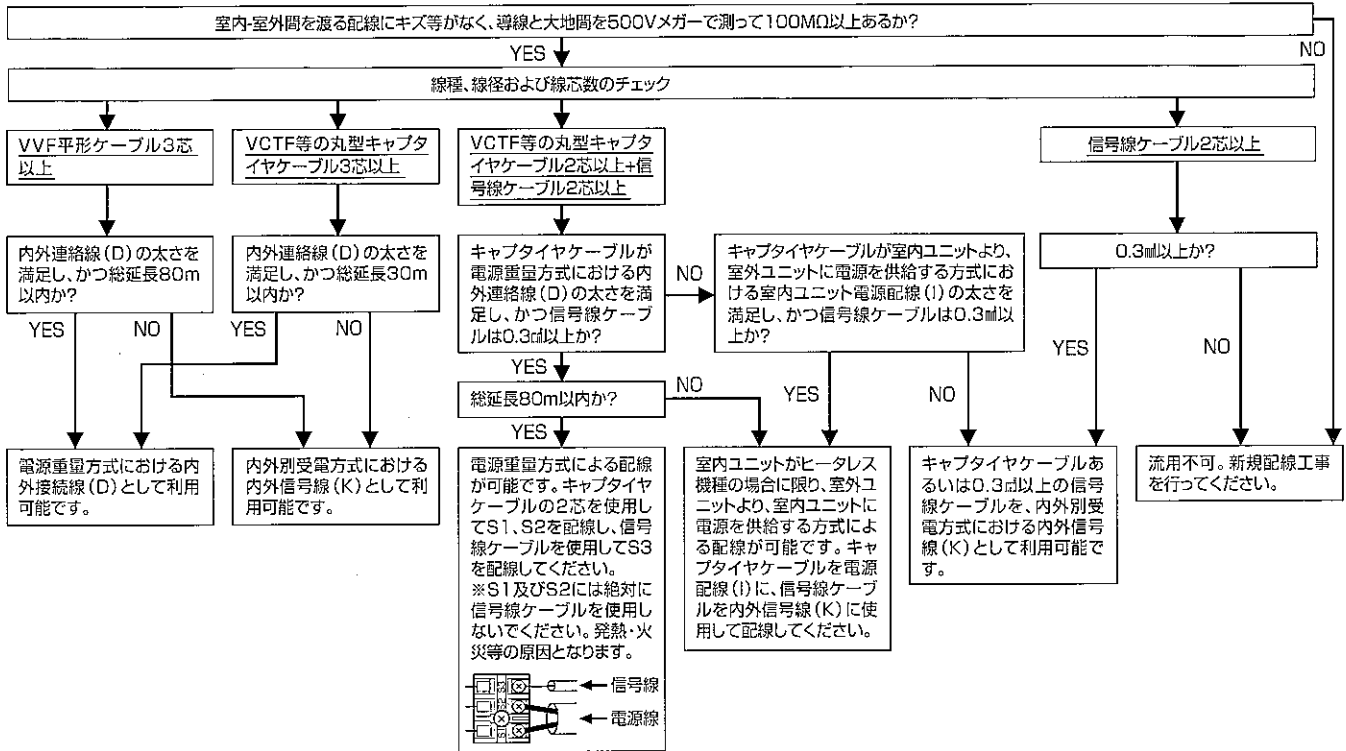 室内-室外間を渡る配線にキズ等がなく、導線と大地間を500Vメガーで測って100MΩ以上あるか?
YES
NO
線種、線径および線芯数のチェック
VVF平形ケーブル3芯
以上
VCTF等の丸型キャプタ
イヤケーブル3芯以上
VCTF等の丸型キャプタ
イヤケーブル2芯以上+信
号線ケーブル2芯以上
信号線ケーブル2芯以上
内外連絡線(D)の太さを
満足し、かつ総延長80m
以内か?
YES
NO
内外連絡線(D)の太さを
満足し、かつ総延長30m
以内か?
YES
NO
キャプタイヤケーブルが
電源重量方式における内
外連絡線(D)の太さを満
足し、かつ信号線ケーブ
ルは0.3㎟以上か?
NO
YES
キャプタイヤケーブルが室内ユニットより、
室外ユニットに電源を供給する方式にお
ける室内ユニット電源配線(I)の太さを
満足し、かつ信号線ケーブルは0.3㎟以
上か?
YES
NO
0.3㎟以上か?
YES
NO
総延長80m以内か?
NO
YES
電源重畳方式における内
外接続線(D)として利用
可能です。
内外別受電方式における
内外信号線(K)として利
用可能です。
電源重量方式による配線
が可能です。キャプタイヤ
ケーブルの2芯を使用し
てS1、S2を配線し、信号
線ケーブルを使用してS3
を配線してください。
※S1及びS2には絶対に
信号線ケーブルを使用し
ないでください。発熱・火
災等の原因となります。
S3
信号線
S2
電源線
S1
室内ユニットがヒータレス
機種の場合に限り、室外ユ
ニットより、室内ユニットに
電源を供給する方式によ
る配線が可能です。キャ
プタイヤケーブルを電源
配線(I)に、信号線ケーブ
ルを内外信号線(K)に使
用して配線してください。
キャプタイヤケーブルあ
るいは0.3㎟以上の信号
線ケーブルを、内外別受
電方式における内外信号
線(K)として利用可能で
す。
流用不可。新規配線工事
を行ってください。